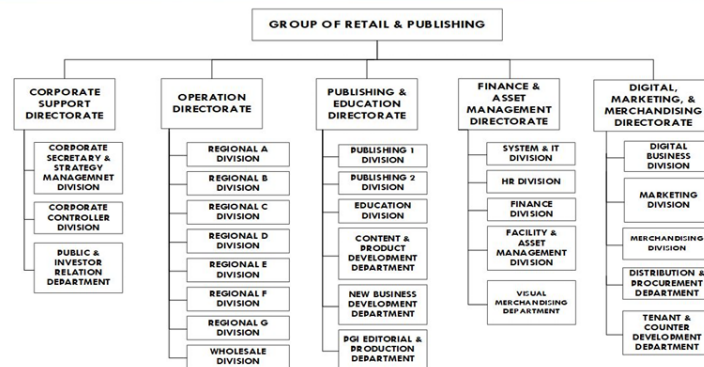 GROUP OF RETAIL & PUBLISHING
CORPORATE
SUPPORT
DIRECTORATE
CORPORATE
SECRETARY &
STRATEGY
MANAGEMNET
DIVISION
CORPORATE
CONTROLLER
DIVISION
PUBLIC &
INVESTOR
RELATION
DEPARTMENT
OPERATION
DIRECTORATE
REGIONAL A
DIVISION
REGIONAL B
DIVISION
REGIONAL C
DIVISION
REGIONAL D
DIVISION
REGIONAL E
DIVISION
REGIONAL F
DIVISION
REGIONAL G
DIVISION
WHOLESALE
DIVISION
PUBLISHING &
EDUCATION
DIRECTORATE
PUBLISHING 1
DIVISION
PUBLISHING 2
DIVISION
EDUCATION
DIVISION
CONTENT &
PRODUCT
DEVELOPMENT
DEPARTMENT
NEW BUSINESS
DEVELOPMENT
DEPARTMENT
PGI EDITORIAL &
PRODUCTION
DEPARTMENT
FINANCE &
ASSET
MANAGEMENT
DIRECTORATE
SYSTEM & IT
DIVISION
HR DIVISION
FINANCE
DIVISION
FACILITY &
ASSET
MANAGEMENT
DIVISION
VISUAL
MERCHANDISING
DEPARTMENT
DIGITAL,
MARKETING, &
MERCHANDISING
DIRECTORATE
DIGITAL
BUSINESS
DIVISION
MARKETING
DIVISION
MERCHANDISING
DIVISION
DISTRIBUTION &
PROCUREMENT
DEPARTMENT
TENANT &
COUNTER
DEVELOPMENT
DEPARTMENT